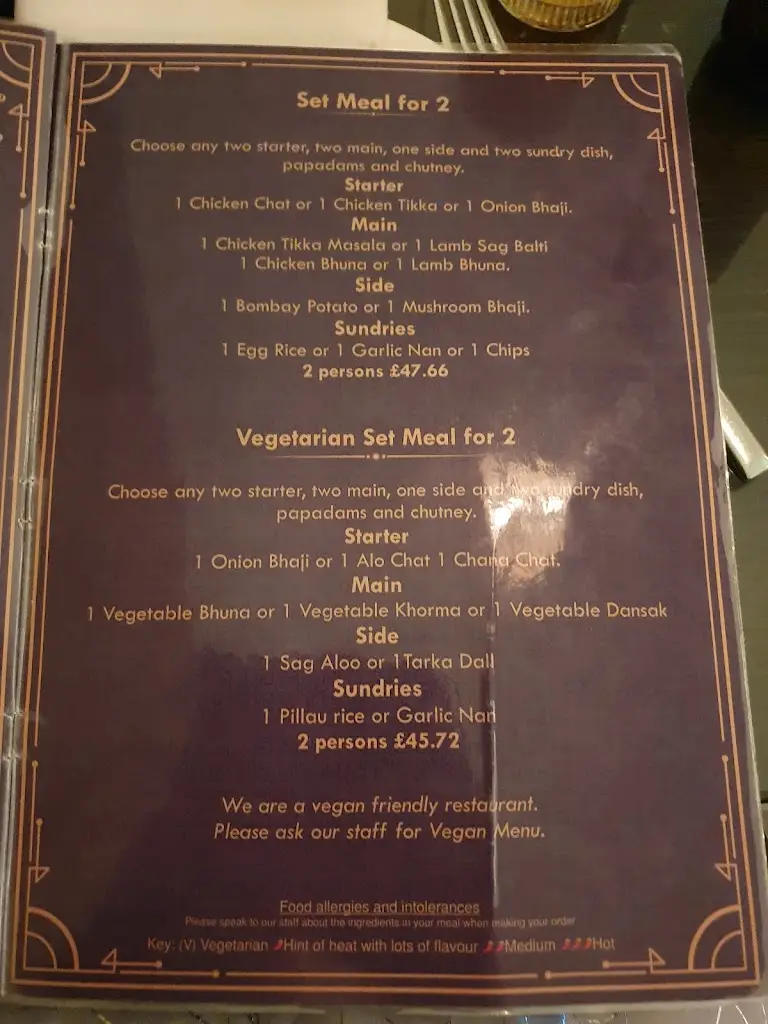 Set Meal for 2
Choose any two starter, two main, one side and two sundry dish,
papadams and chutney.
Starter
1 Chicken Chat or 1 Chicken Tikka or 1 Onion Bhaji.
Main
1 Chicken Tikka Masala or 1 Lamb Sag Balti
1 Chicken Bhuna or 1 Lamb Bhuna.
Side
1 Bombay Potato or 1 Mushroom Bhaji.
Sundries
1 Egg Rice or 1 Garlic Nan or 1 Chips
2 persons £47.66
Vegetarian Set Meal for 2
Choose any two starter, two main, one side and two sundry dish,
papadams and chutney.
Starter
1 Onion Bhaji or 1 Alo Chat 1 Chana Chat.
Main
1 Vegetable Bhuna or 1 Vegetable Khorma or 1 Vegetable Dansak
Side
1 Sag Aloo or 1Tarka Dall
Sundries
1 Pillau rice or Garlic Nan
2 persons £45.72
We are a vegan friendly restaurant.
Please ask our staff for Vegan Menu.
Food allergies and intolerances
Please speak to our staff about the ingredients in your meal when making your order
Key: (V) Vegetarian Hint of heat with lots of flavour Medium Hot